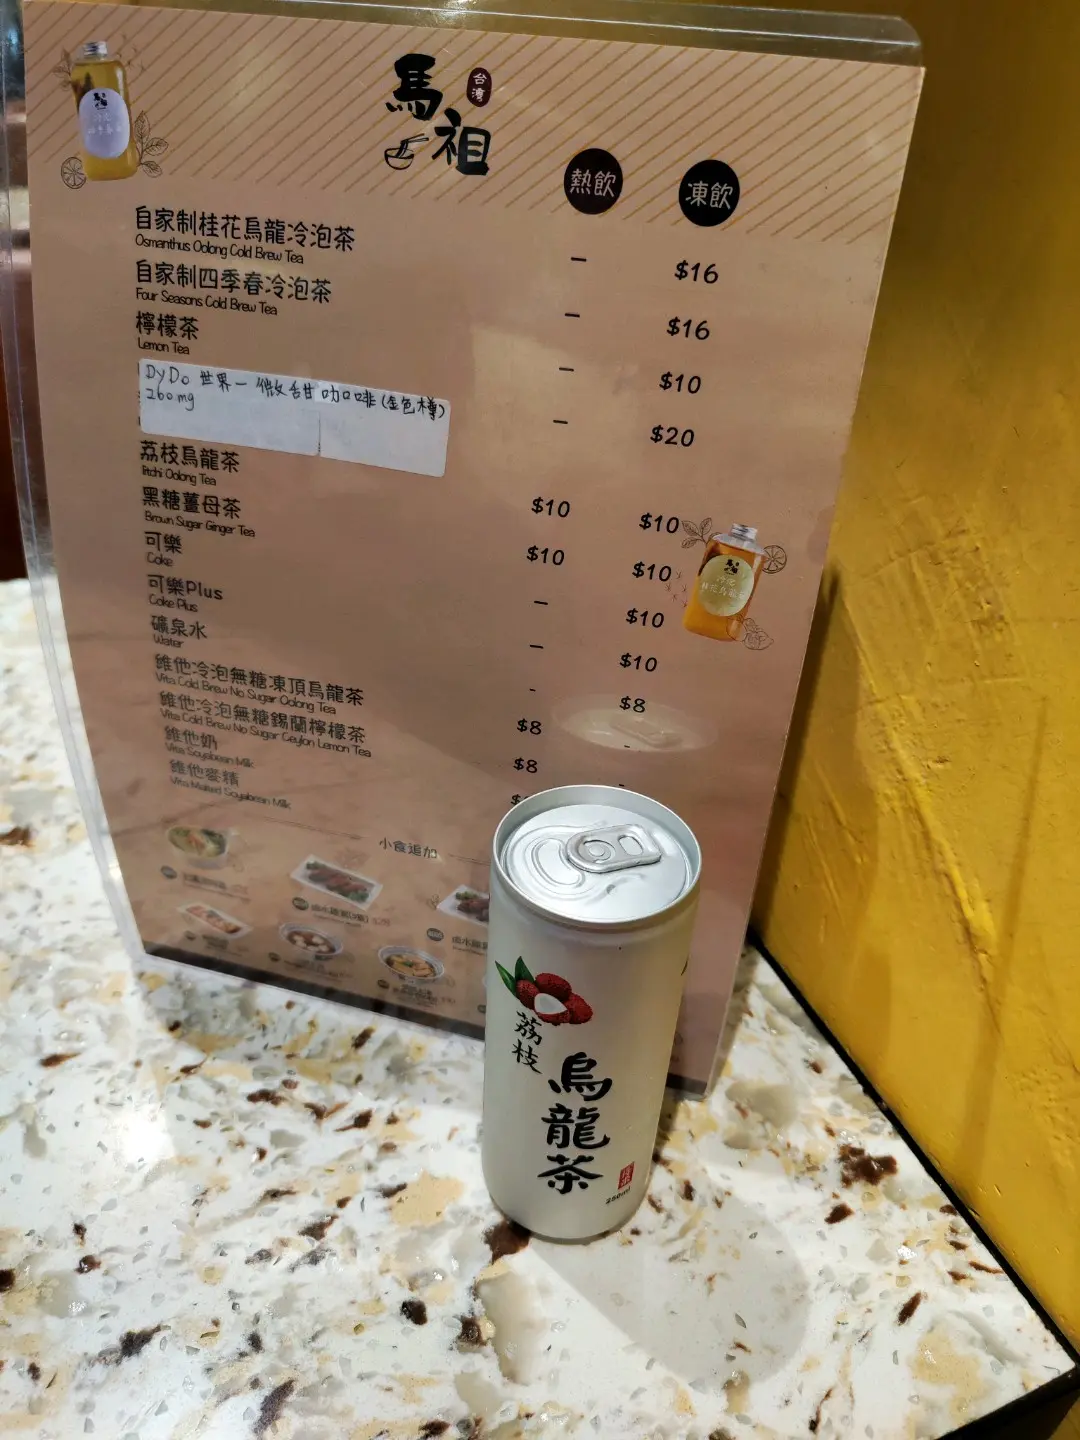 馬祖
台灣
熱飲
凍飲
自家制桂花烏龍冷泡茶
Osmanthus Oolong Cold Brew Tea
– $16
自家制四季春冷泡茶
Four Seasons Cold Brew Tea
– $16
檸檬茶
Lemon Tea
– $10
DyDo 世界一 微甜 咖啡 (金色樽)
260mg
– $20
荔枝烏龍茶
litchi Oolong Tea
$10 $10
黑糖薑母茶
Brown Sugar Ginger Tea
$10 $10
可樂
Coke
– $10
可樂Plus
Coke Plus
– $10
礦泉水
Water
- $8
維他冷泡無糖凍頂烏龍茶
Vita Cold Brew No Sugar Oolong Tea
$8 -
維他冷泡無糖錫蘭檸檬茶
Vita Cold Brew No Sugar Ceylon Lemon Tea
$8 -
維他奶
Vita Soyabean Milk
維他麥精
Vita Malted Soyabean Milk
小食追加
荔枝
烏龍茶